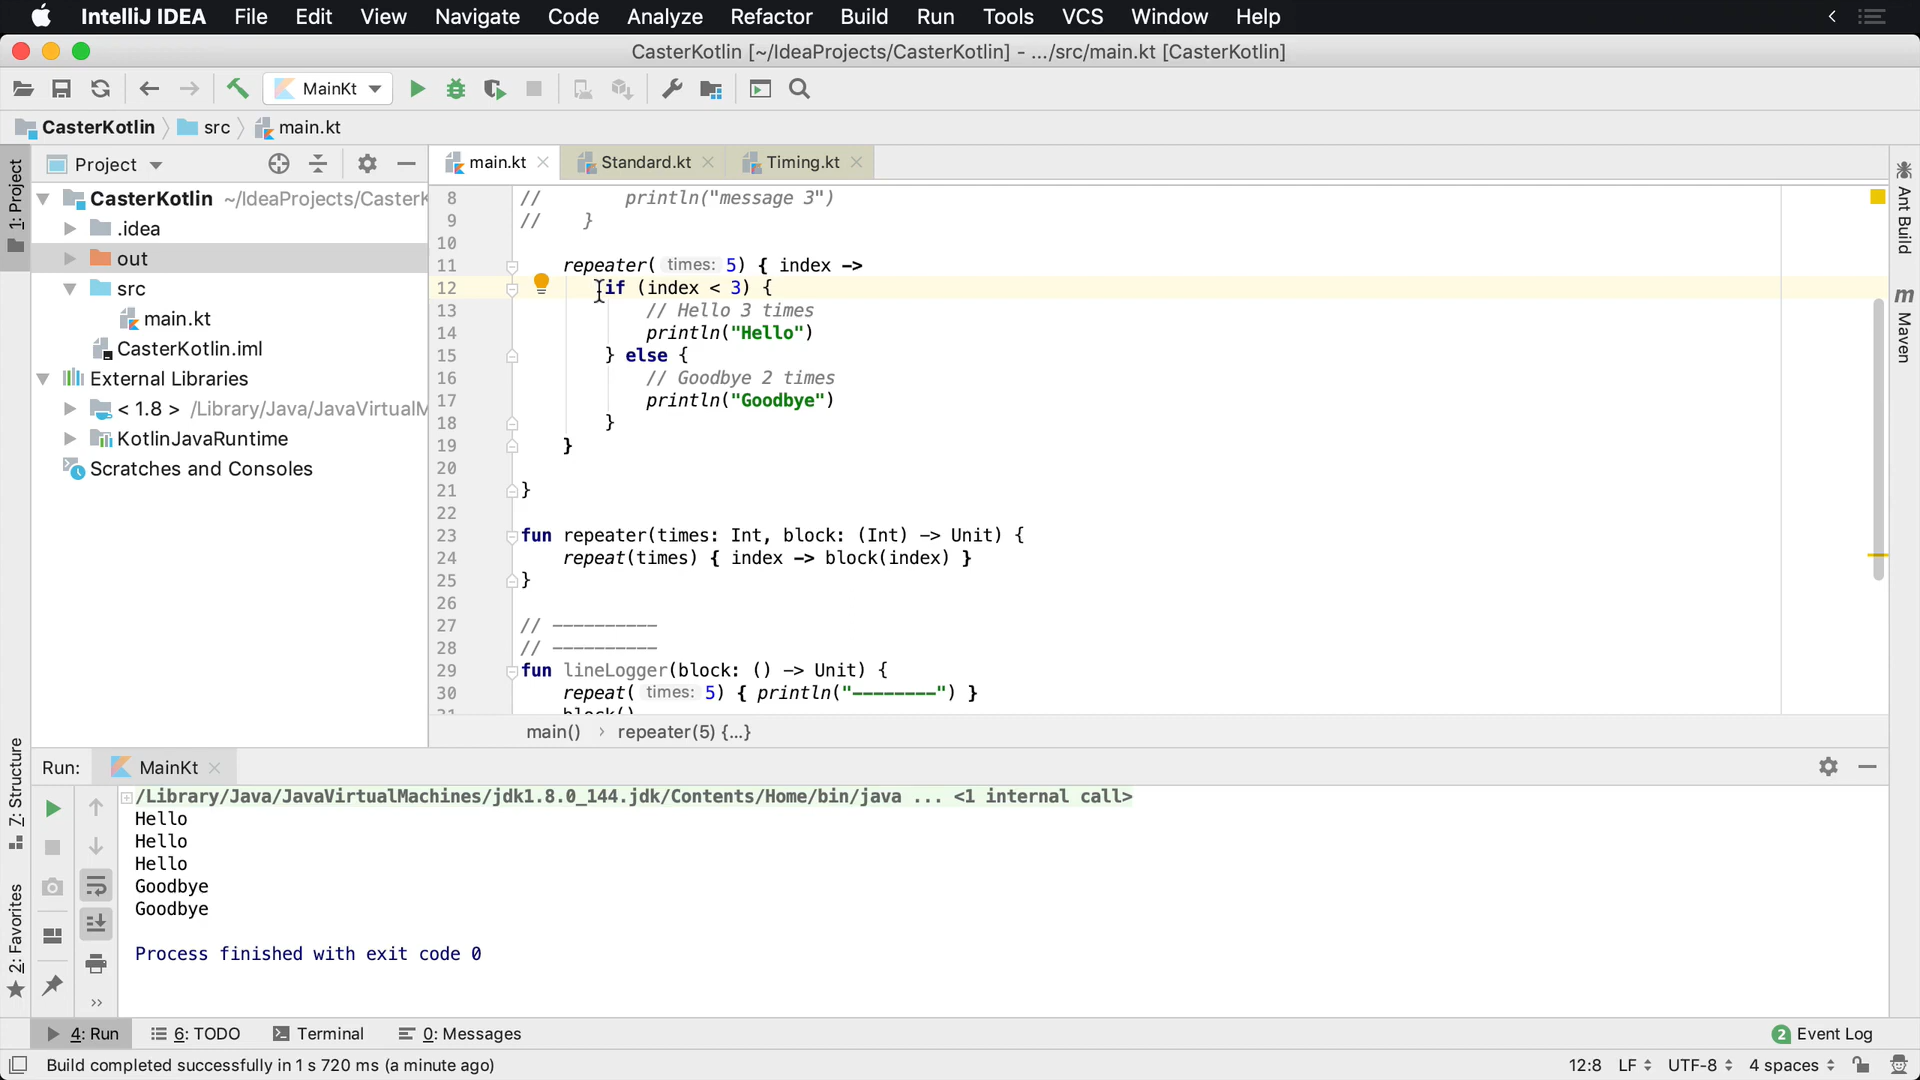 IntelliJ IDEA File Edit View Navigate Code Analyze Refactor Build Run Tools VCS Window Help
CasterKotlin [~/IdeaProjects/CasterKotlin] - .../src/main.kt [CasterKotlin]
MainKt
CasterKotlin src main.kt
Project
main.kt Standard.kt Timing.kt
1: Project
CasterKotlin ~/IdeaProjects/CasterK
.idea
out
src
main.kt
CasterKotlin.iml
External Libraries
< 1.8 > /Library/Java/JavaVirtualM
KotlinJavaRuntime
Scratches and Consoles
8 // println("message 3")
9 // }
10
11 repeater( times: 5) { index ->
12 if (index < 3) {
13 // Hello 3 times
14 println("Hello")
15 } else {
16 // Goodbye 2 times
17 println("Goodbye")
18 }
19 }
20
21 }
22
23 fun repeater(times: Int, block: (Int) -> Unit) {
24 repeat(times) { index -> block(index) }
25 }
26
27 // ----------
28 // ----------
29 fun lineLogger(block: () -> Unit) {
30 repeat( times: 5) { println("--------") }
31 block()
main() › repeater(5) {...}
Ant Build
m Maven
Z: Structure
2: Favorites
Run: MainKt
/Library/Java/JavaVirtualMachines/jdk1.8.0_144.jdk/Contents/Home/bin/java ... <1 internal call>
Hello
Hello
Hello
Goodbye
Goodbye
Process finished with exit code 0
»
4: Run 6: TODO Terminal 0: Messages 2 Event Log
Build completed successfully in 1 s 720 ms (a minute ago) 12:8 LF UTF-8 4 spaces